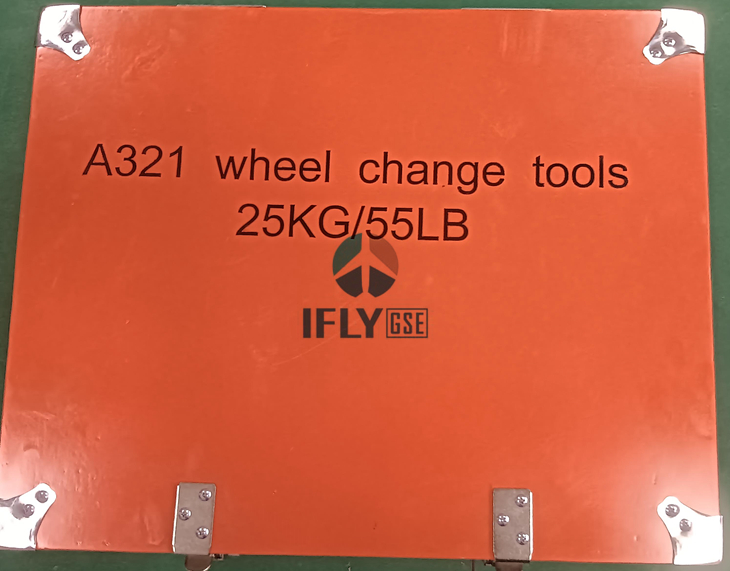 A321 wheel change tools
25KG/55LB
IFLY GSE